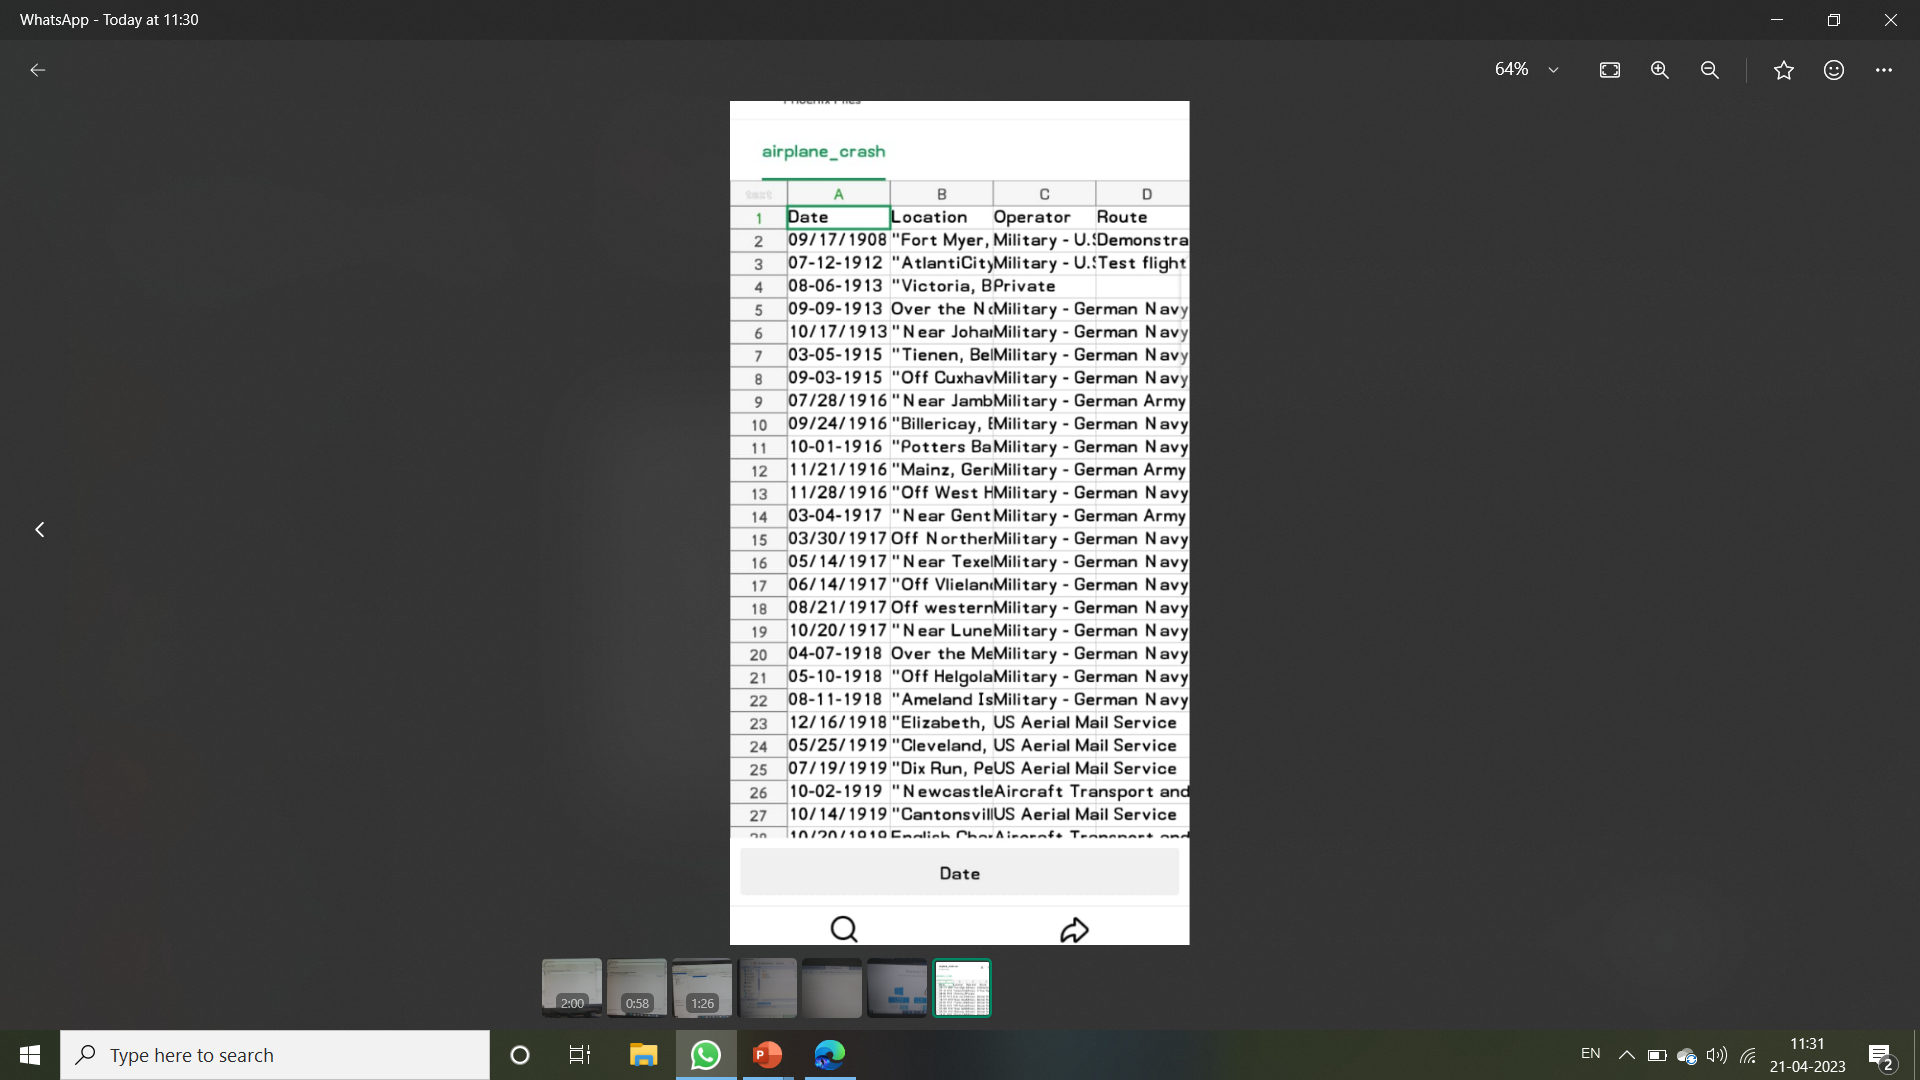 WhatsApp - Today at 11:30
64%
airplane_crash
text A B C D
1 Date Location Operator Route
2 09/17/1908 "Fort Myer, Military - U.S Demonstra
3 07-12-1912 "AtlantiCity Military - U.S Test flight
4 08-06-1913 "Victoria, B Private
5 09-09-1913 Over the No Military - German Navy
6 10/17/1913 "Near Johan Military - German Navy
7 03-05-1915 "Tienen, Bel Military - German Navy
8 09-03-1915 "Off Cuxhav Military - German Navy
9 07/28/1916 "Near Jamb Military - German Army
10 09/24/1916 "Billericay, E Military - German Navy
11 10-01-1916 "Potters Ba Military - German Navy
12 11/21/1916 "Mainz, Ger Military - German Army
13 11/28/1916 "Off West H Military - German Navy
14 03-04-1917 "Near Gent Military - German Army
15 03/30/1917 Off Norther Military - German Navy
16 05/14/1917 "Near Texel Military - German Navy
17 06/14/1917 "Off Vlieland Military - German Navy
18 08/21/1917 Off western Military - German Navy
19 10/20/1917 "Near Lune Military - German Navy
20 04-07-1918 Over the Me Military - German Navy
21 05-10-1918 "Off Helgola Military - German Navy
22 08-11-1918 "Ameland Is Military - German Navy
23 12/16/1918 "Elizabeth, US Aerial Mail Service
24 05/25/1919 "Cleveland, US Aerial Mail Service
25 07/19/1919 "Dix Run, Pe US Aerial Mail Service
26 10-02-1919 "Newcastle Aircraft Transport and
27 10/14/1919 "Cantonsvill US Aerial Mail Service
28 10/20/1919 English Cha Aircraft Transport and
Date
2:00 0:58 1:26
Type here to search
EN
11:31
21-04-2023
2